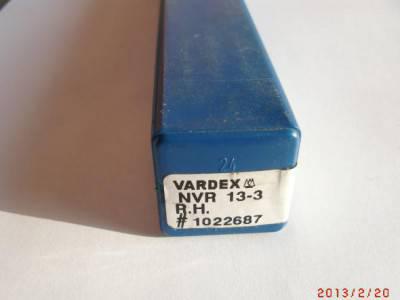 24
VARDEX
NVR 13-3
R.H.
# 1022687
2013/2/20